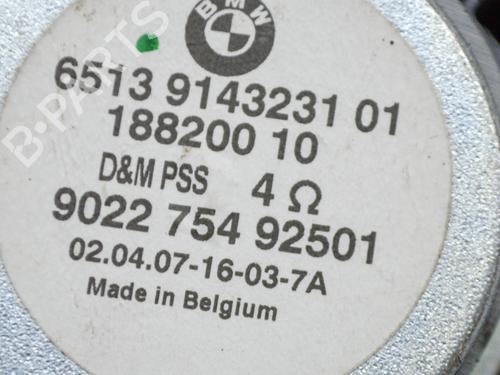 BMW
6513 9143231 01
188200 10
D&M PSS 4 Ω
9022 754 92501
02.04.07-16-03-7A
Made in Belgium
B-PARTS